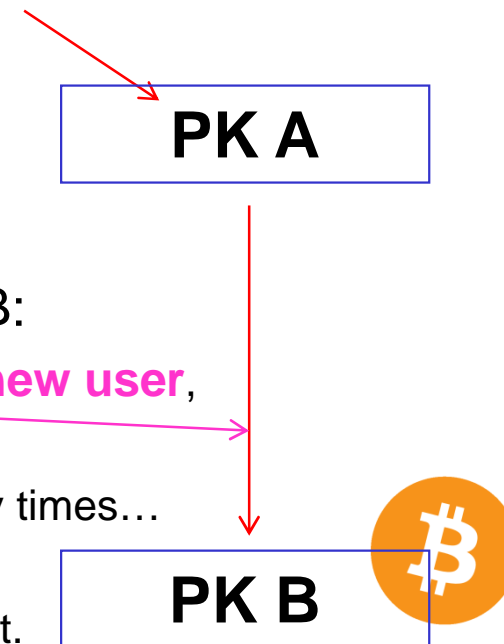 PK A
B:
new user,
y times…
PK B
t.